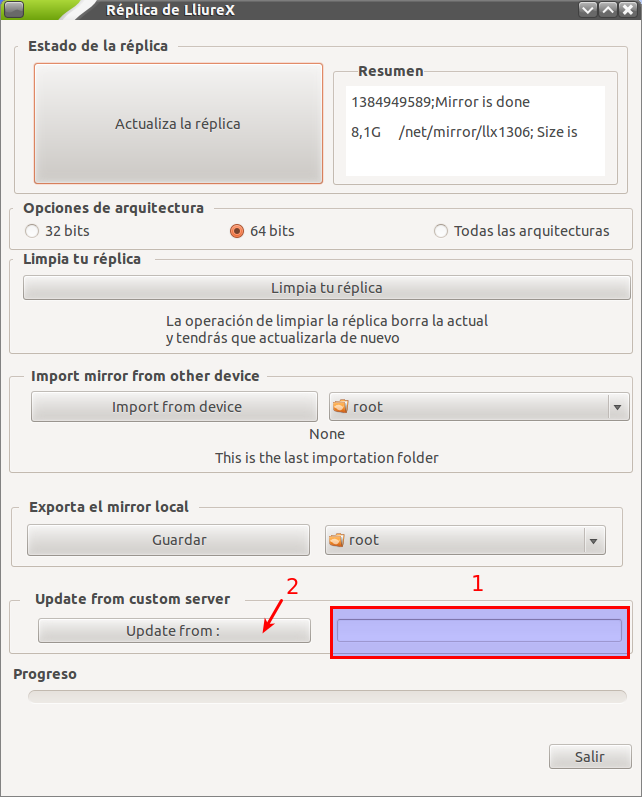 Réplica de LliureX
Estado de la réplica
Actualiza la réplica
Resumen
1384949589;Mirror is done
8,1G /net/mirror/llx1306; Size is
Opciones de arquitectura
32 bits
64 bits
Todas las arquitecturas
Limpia tu réplica
Limpia tu réplica
La operación de limpiar la réplica borra la actual
y tendrás que actualizarla de nuevo
Import mirror from other device
Import from device
root
None
This is the last importation folder
Exporta el mirror local
Guardar
root
2
1
Update from custom server
Update from :
Progreso
Salir